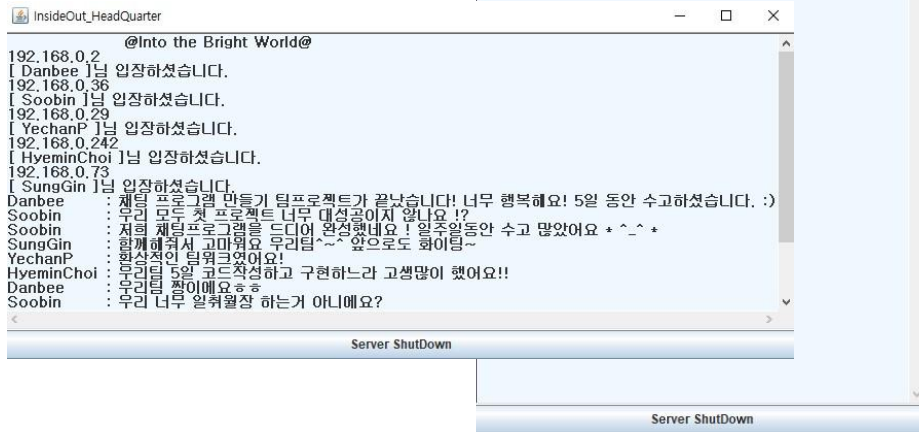 InsideOut_HeadQuarter
@Into the Bright World@
192.168.0.2
[ Danbee ]님 입장하셨습니다.
192.168.0.36
[ Soobin ]님 입장하셨습니다.
192.168.0.29
[ YechanP ]님 입장하셨습니다.
192.168.0.242
[ HyeminChoi ]님 입장하셨습니다.
192.168.0.73
[ SungGin ]님 입장하셨습니다.
Danbee : 채팅 프로그램 만들기 팀프로젝트가 끝났습니다! 너무 행복해요! 5일 동안 수고하셨습니다. :)
Soobin : 우리 모두 첫 프로젝트 너무 대성공이지 않나요 !?
Soobin : 저희 채팅프로그램을 드디어 완성했네요 ! 일주일동안 수고 많았어요 * ^_^ *
SungGin : 함께해줘서 고마워요 우리팀^~^ 앞으로도 화이팅~
YechanP : 환상적인 팀워크였어요!
HyeminChoi : 우리팀 5일 코드작성하고 구현하느라 고생많이 했어요!!
Danbee : 우리팀 짱이에요ㅎㅎ
Soobin : 우리 너무 일취월장 하는거 아니에요?
Server ShutDown
Server ShutDown